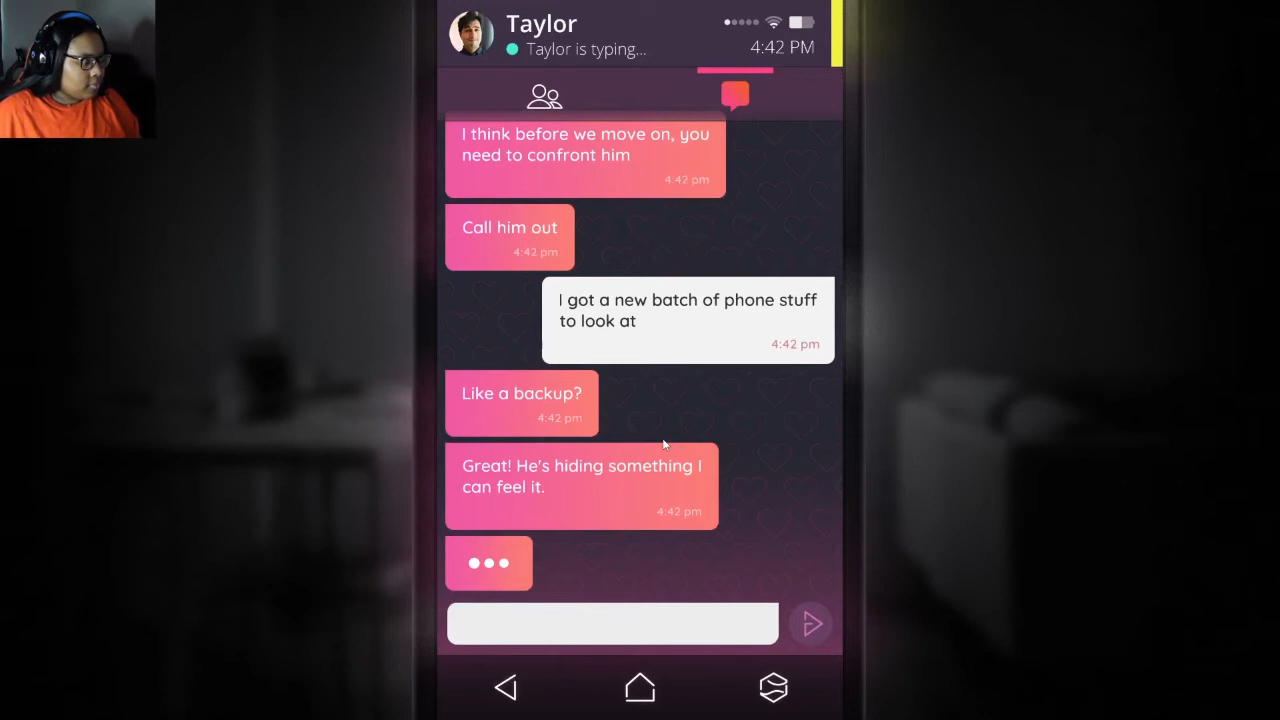 Taylor
Taylor is typing...
4:42 PM
I think before we move on, you
need to confront him
4:42 pm
Call him out
4:42 pm
I got a new batch of phone stuff
to look at
4:42 pm
Like a backup?
4:42 pm
Great! He's hiding something I
can feel it.
4:42 pm